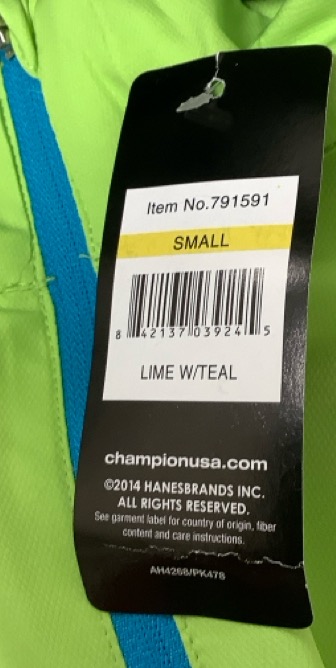 Item No.791591
SMALL
8 42137 03924 5
LIME W/TEAL
championusa.com
©2014 HANESBRANDS INC.
ALL RIGHTS RESERVED.
See garment label for country of origin, fiber
content and care instructions.
AH4268/PK478